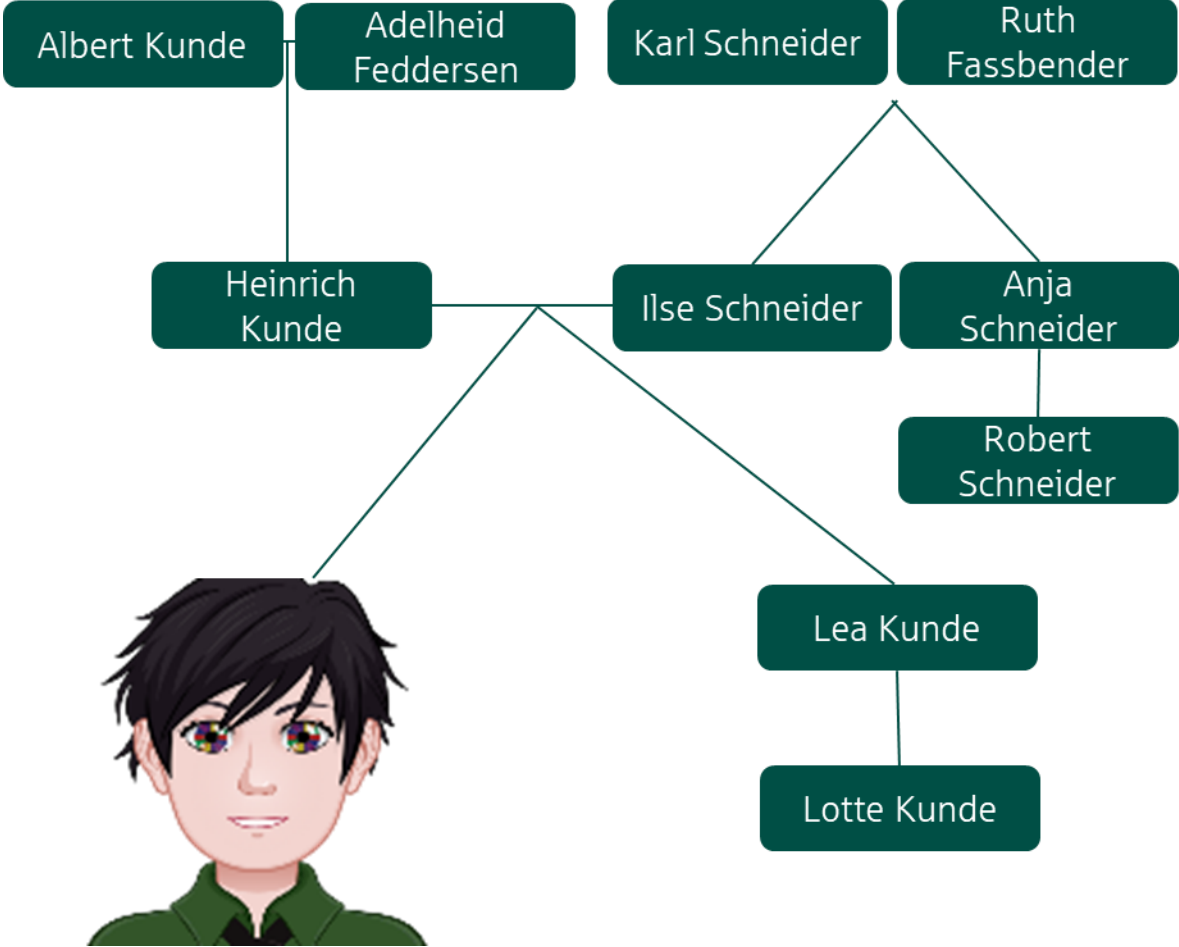 Albert Kunde
Adelheid
Feddersen
Karl Schneider
Ruth
Fassbender
Heinrich
Kunde
Ilse Schneider
Anja
Schneider
Robert
Schneider
Lea Kunde
Lotte Kunde